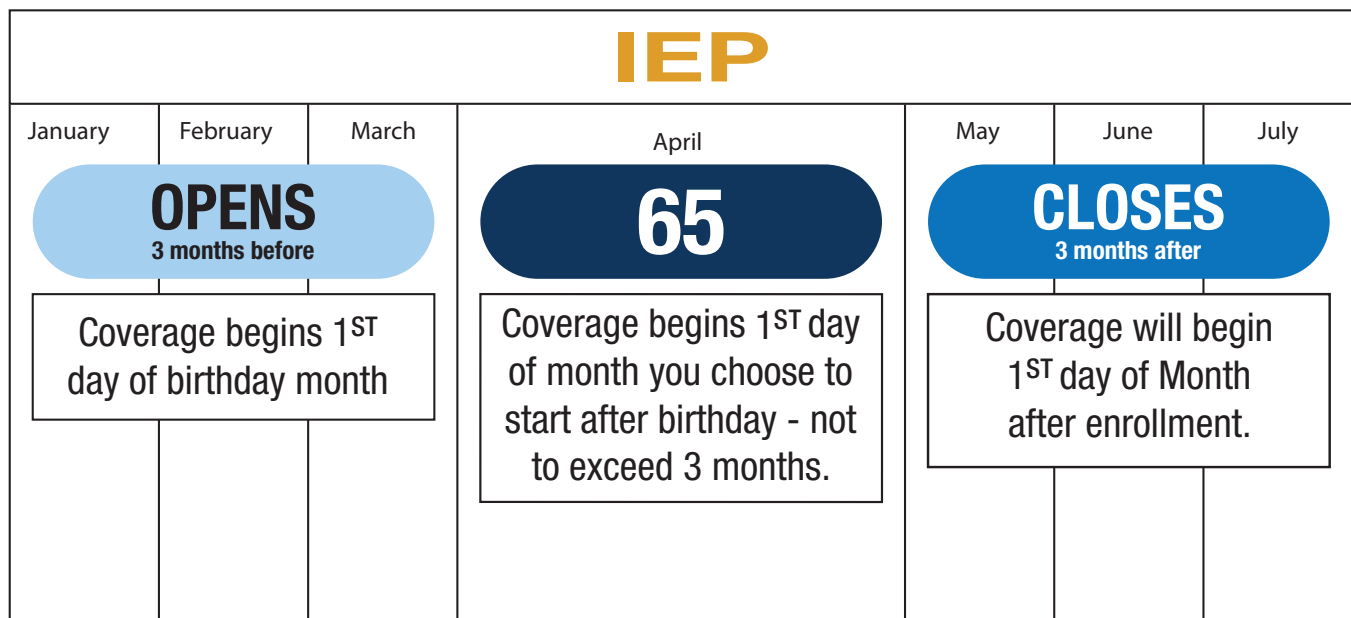 IEP
January February March April May June July
OPENS
3 months before
65
CLOSES
3 months after
Coverage begins 1ST
day of birthday month
Coverage begins 1ST day
of month you choose to
start after birthday - not
to exceed 3 months.
Coverage will begin
1ST day of Month
after enrollment.